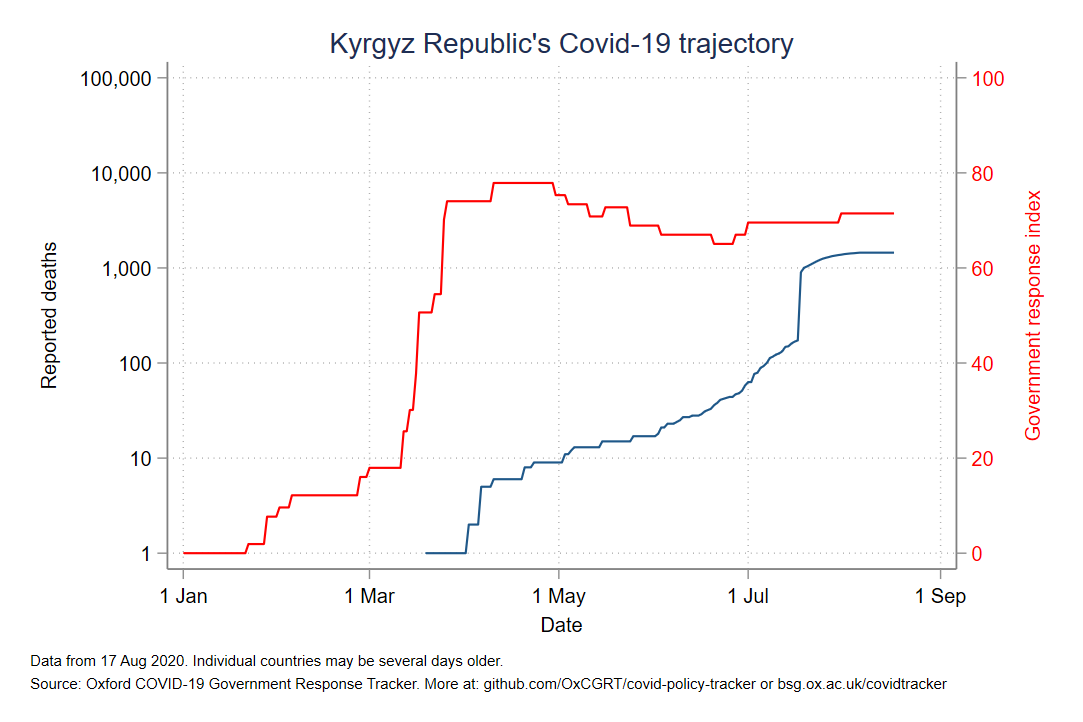 Kyrgyz Republic's Covid-19 trajectory
100,000
10,000
1,000
100
10
1
Reported deaths
100
80
60
40
20
0
Government response index
1 Jan
1 Mar
1 May
1 Jul
1 Sep
Date
Data from 17 Aug 2020. Individual countries may be several days older.
Source: Oxford COVID-19 Government Response Tracker. More at: github.com/OxCGRT/covid-policy-tracker or bsg.ox.ac.uk/covidtracker